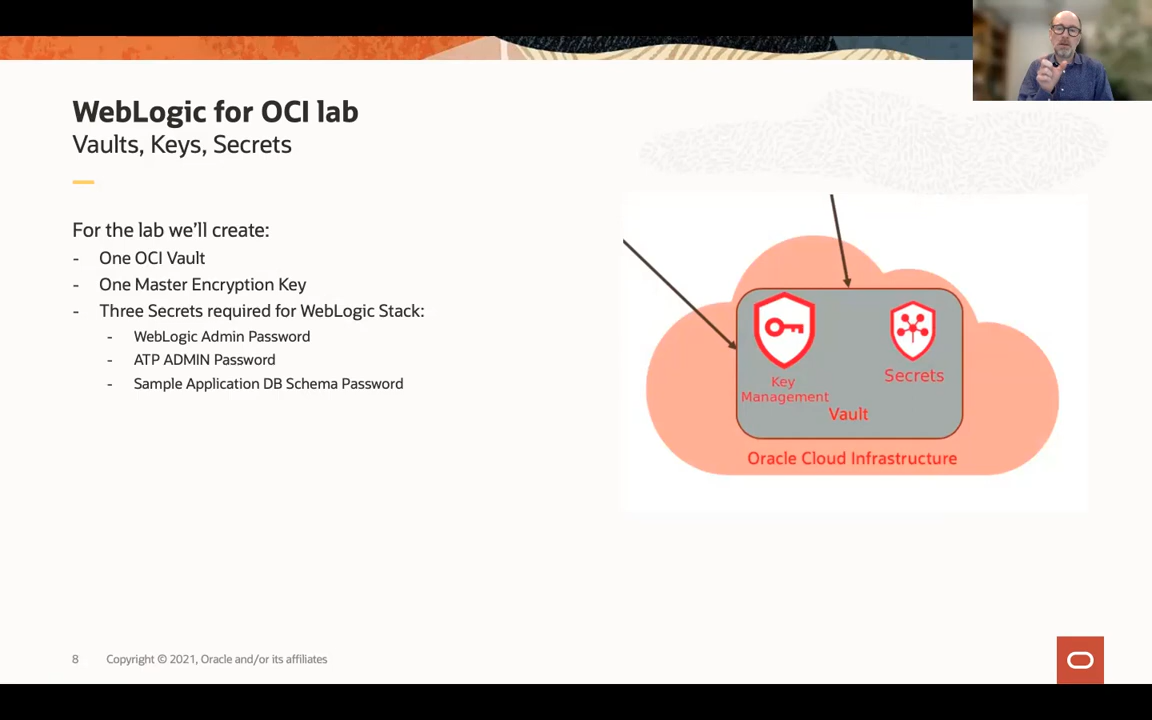 WebLogic for OCI lab
Vaults, Keys, Secrets
For the lab we'll create:
- One OCI Vault
- One Master Encryption Key
- Three Secrets required for WebLogic Stack:
- WebLogic Admin Password
- ATP ADMIN Password
- Sample Application DB Schema Password
Key
Management
Secrets
Vault
Oracle Cloud Infrastructure
8 Copyright © 2021, Oracle and/or its affiliates